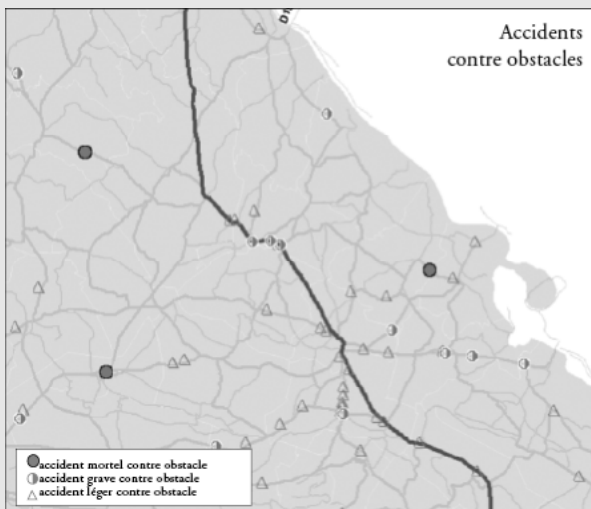 Accidents
contre obstacles
accident mortel contre obstacle
accident grave contre obstacle
accident léger contre obstacle